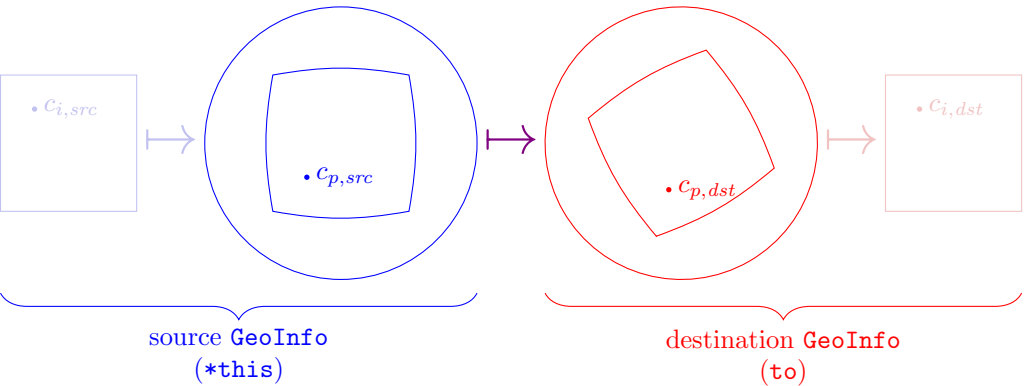 c_{i,src}
c_{p,src}
c_{p,dst}
c_{i,dst}
source GeoInfo
(*this)
destination GeoInfo
(to)